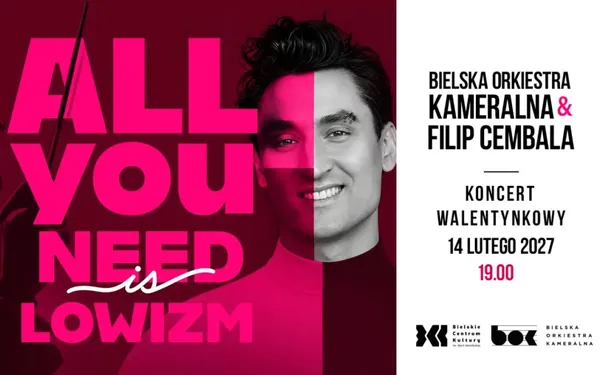 ALL
YOU
NEED
is
LOWIZM
BIELSKA ORKIESTRA
KAMERALNA &
FILIP CEMBALA
KONCERT
WALENTYNKOWY
14 LUTEGO 2027
19.00
Bielskie
Centrum
Kultury
bok
BIELSKA
ORKIESTRA
KAMERALNA